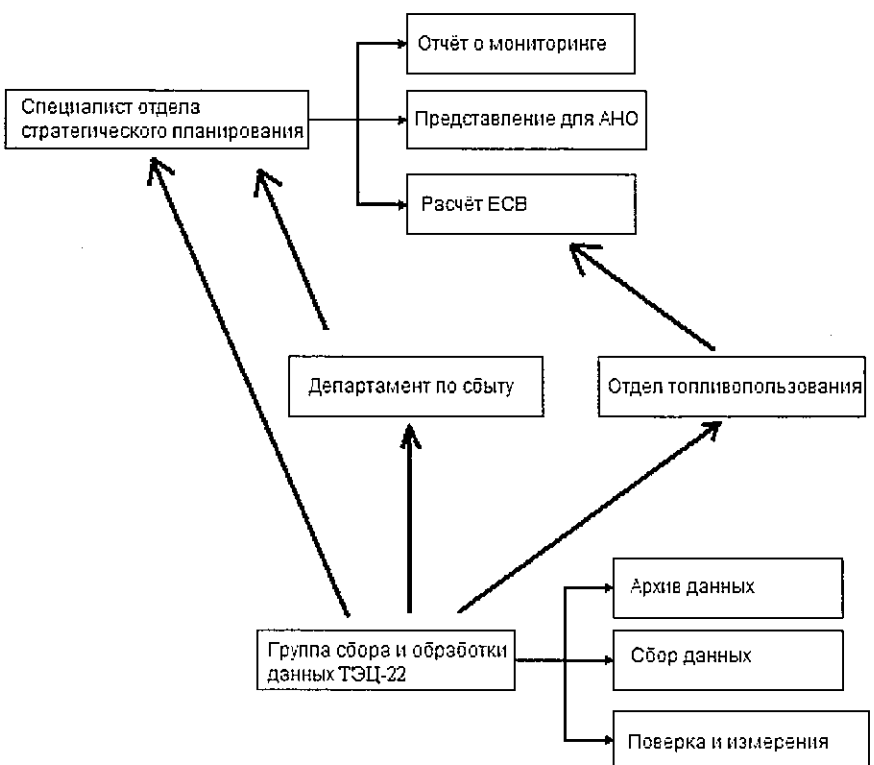 Отчёт о мониторинге
Специалист отдела
стратегического планирования
Представление для АНО
Расчёт ЕСВ
Департамент по сбыту
Отдел топливопользования
Архив данных
Группа сбора и обработки
данных ТЭЦ-22
Сбор данных
Поверка и измерения